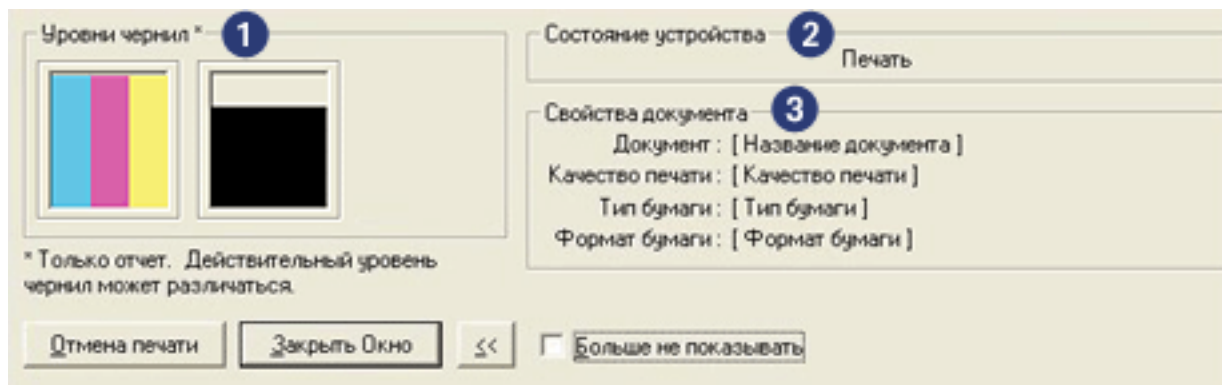 Уровни чернил * 1
* Только отчет. Действительный уровень
чернил может различаться.
Состояние устройства 2
Печать
Свойства документа 3
Документ : [ Название документа ]
Качество печати : [ Качество печати ]
Тип бумаги : [ Тип бумаги ]
Формат бумаги : [ Формат бумаги ]
Отмена печати
Закрыть Окно
<<
Больше не показывать